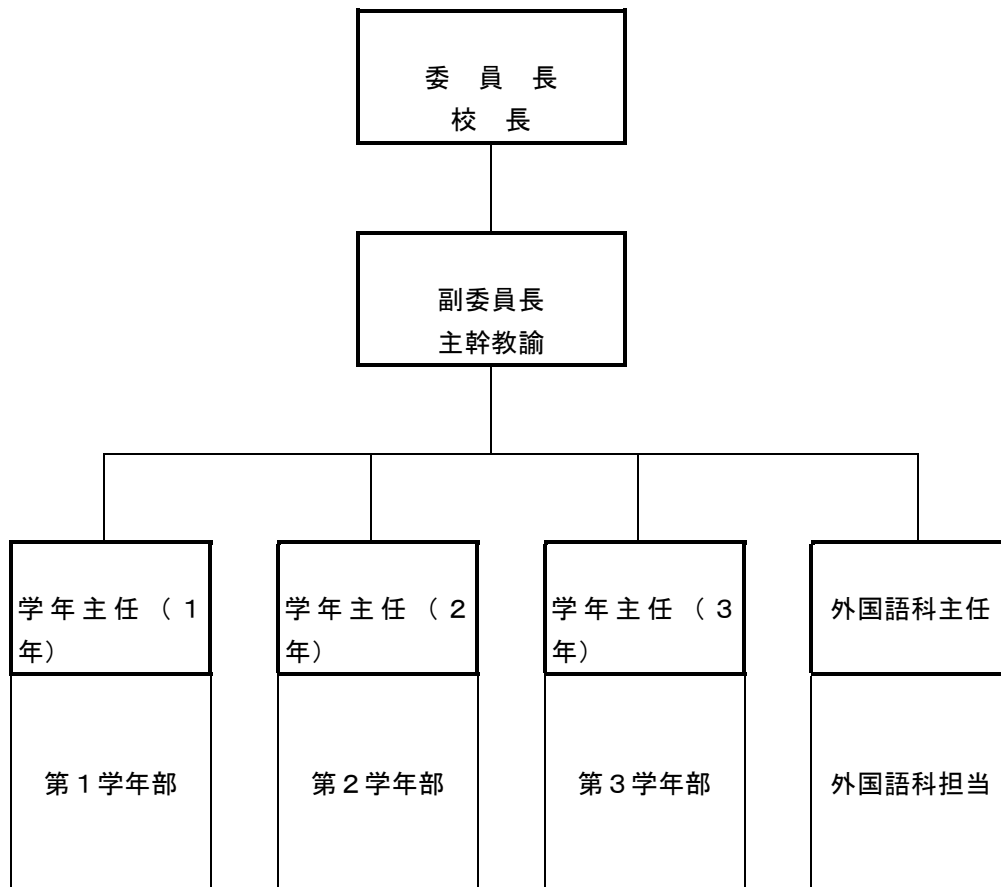 委　員　長
校　長
副委員長
主幹教諭
学年主任（１
年）
学年主任（２
年）
学年主任（３
年）
外国語科主任
第１学年部
第２学年部
第３学年部
外国語科担当